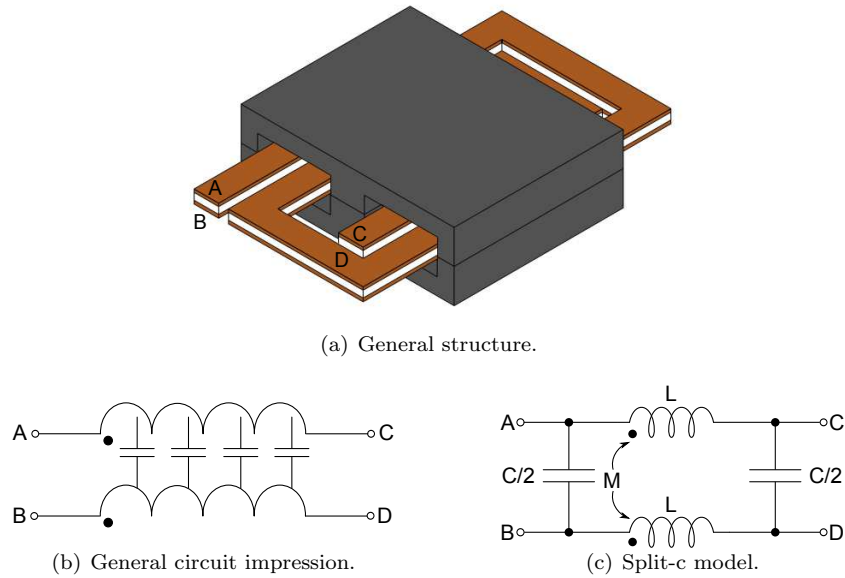 A
B
C
D
(a) General structure.
A
C
B
D
(b) General circuit impression.
L
A
C
C/2
M
C/2
L
B
D
(c) Split-c model.